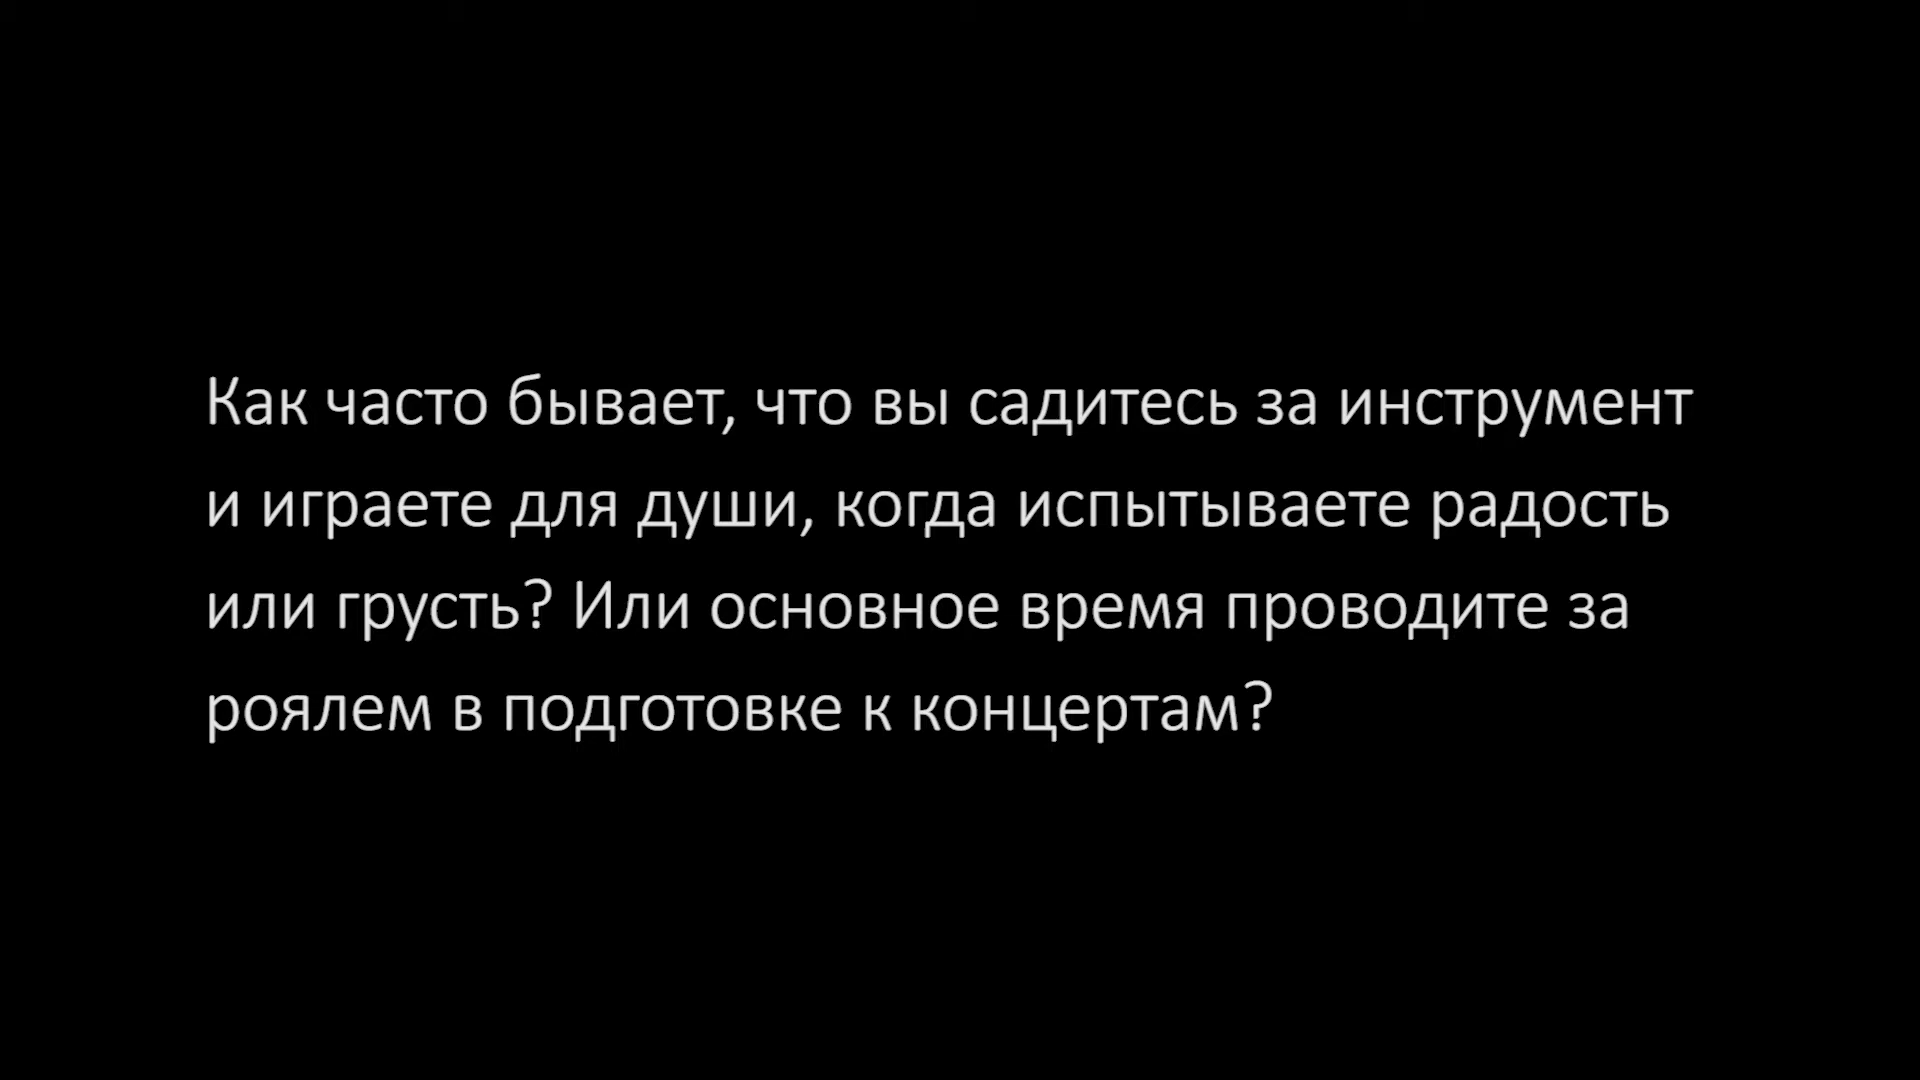 Как часто бывает, что вы садитесь за инструмент
и играете для души, когда испытываете радость
или грусть? Или основное время проводите за
роялем в подготовке к концертам?